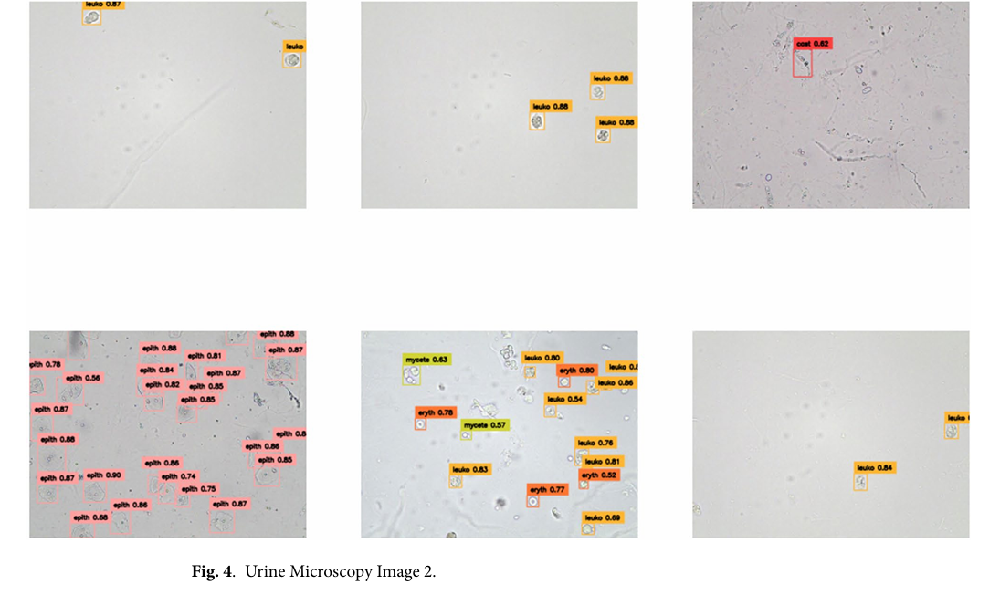 leuko 0.87
leuko
leuko 0.88
leuko 0.88
leuko 0.88
cast 0.62
epith 0.88
epith 0.88
epith 0.87
epith 0.81
epith 0.78
epith 0.84
epith 0.87
epith 0.56
epith 0.82
epith 0.85
epith 0.85
epith 0.87
epith 0.88
epith 0.8
epith 0.86
epith 0.85
epith 0.86
epith 0.87
epith 0.90
epith 0.74
epith 0.75
epith 0.86
epith 0.87
epith 0.68
mycete 0.63
leuko 0.80
eryth 0.80
leuko 0.8
leuko 0.86
leuko 0.54
eryth 0.78
mycete 0.57
leuko 0.76
leuko 0.81
leuko 0.83
eryth 0.52
eryth 0.77
leuko 0.69
leuko
leuko 0.84
Fig. 4. Urine Microscopy Image 2.